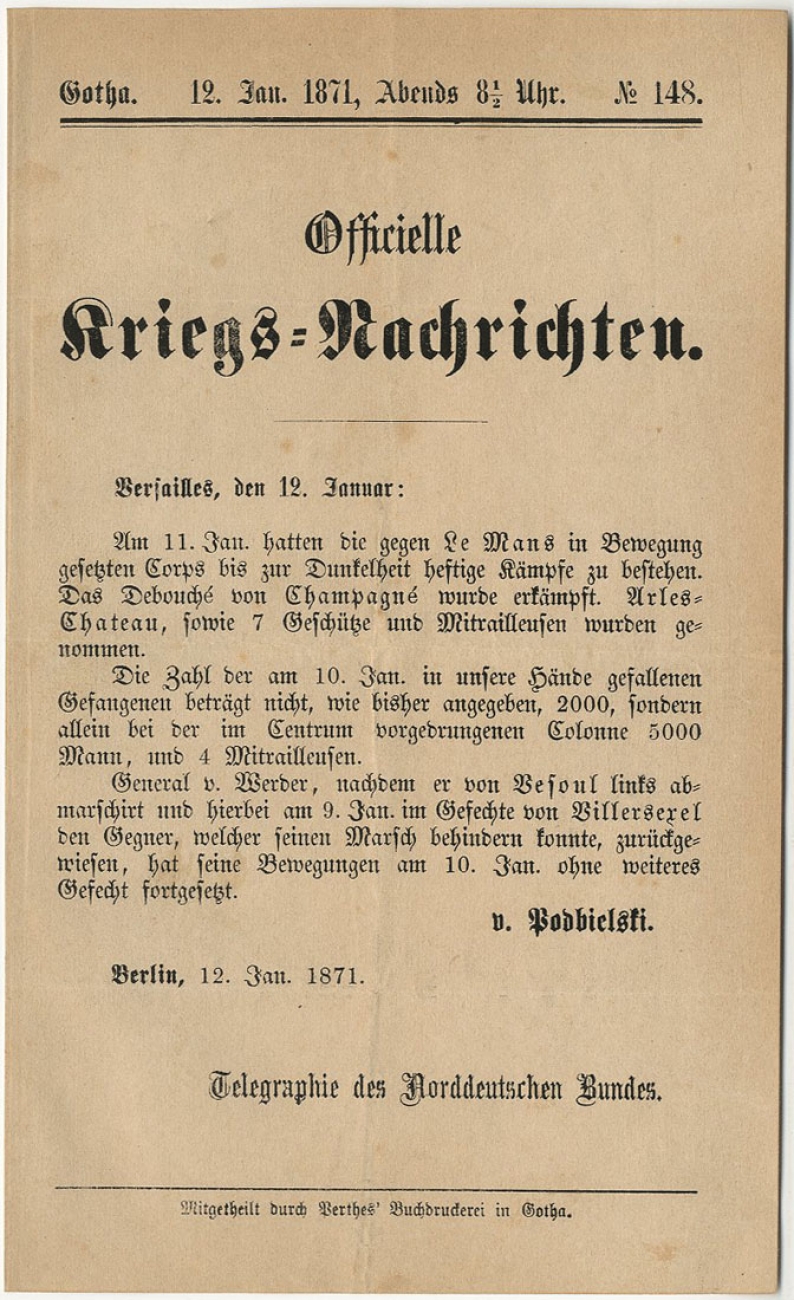 Gotha. 12. Jan. 1871, Abends 8½ Uhr. № 148.
Officielle
Kriegs-Nachrichten.
Versailles, den 12. Januar:
Am 11. Jan. hatten die gegen Le Mans in Bewegung
gesetzten Corps bis zur Dunkelheit heftige Kämpfe zu bestehen.
Das Debouché von Champagné wurde erkämpft. Arles-
Chateau, sowie 7 Geschütze und Mitrailleusen wurden ge-
nommen.
Die Zahl der am 10. Jan. in unsere Hände gefallenen
Gefangenen beträgt nicht, wie bisher angegeben, 2000, sondern
allein bei der im Centrum vorgedrungenen Colonne 5000
Mann, und 4 Mitrailleusen.
General v. Werder, nachdem er von Vesoul links ab-
marschirt und hierbei am 9. Jan. im Gefechte von Villersexel
den Gegner, welcher seinen Marsch behindern konnte, zurückge-
wiesen, hat seine Bewegungen am 10. Jan. ohne weiteres
Gefecht fortgesetzt.
v. Podbielski.
Berlin, 12. Jan. 1871.
Telegraphie des Norddeutschen Bundes.
Mitgetheilt durch Perthes' Buchdruckerei in Gotha.